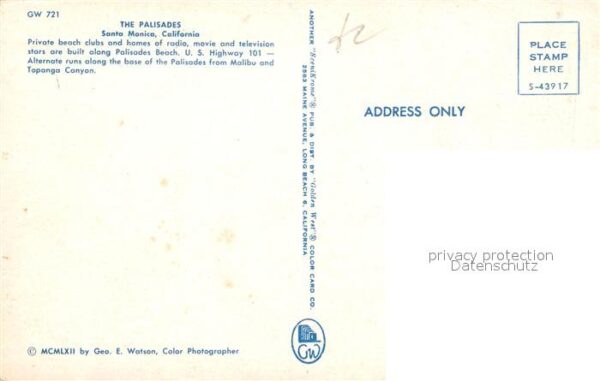 GW 721
THE PALISADES
Santa Monica, California
Private beach clubs and homes of radio, movie and television
stars are built along Palisades Beach, U. S. Highway 101 —
Alternate runs along the base of the Palisades from Malibu and
Topanga Canyon.
© MCMLXII by Geo. E. Watson, Color Photographer
ANOTHER "Scenichrome"® PUB. & DIST. BY "Golden West"® COLOR CARD CO.
2583 MAINE AVENUE, LONG BEACH 6, CALIFORNIA
GW
PLACE
STAMP
HERE
S-43917
ADDRESS ONLY
privacy protection
Datenschutz